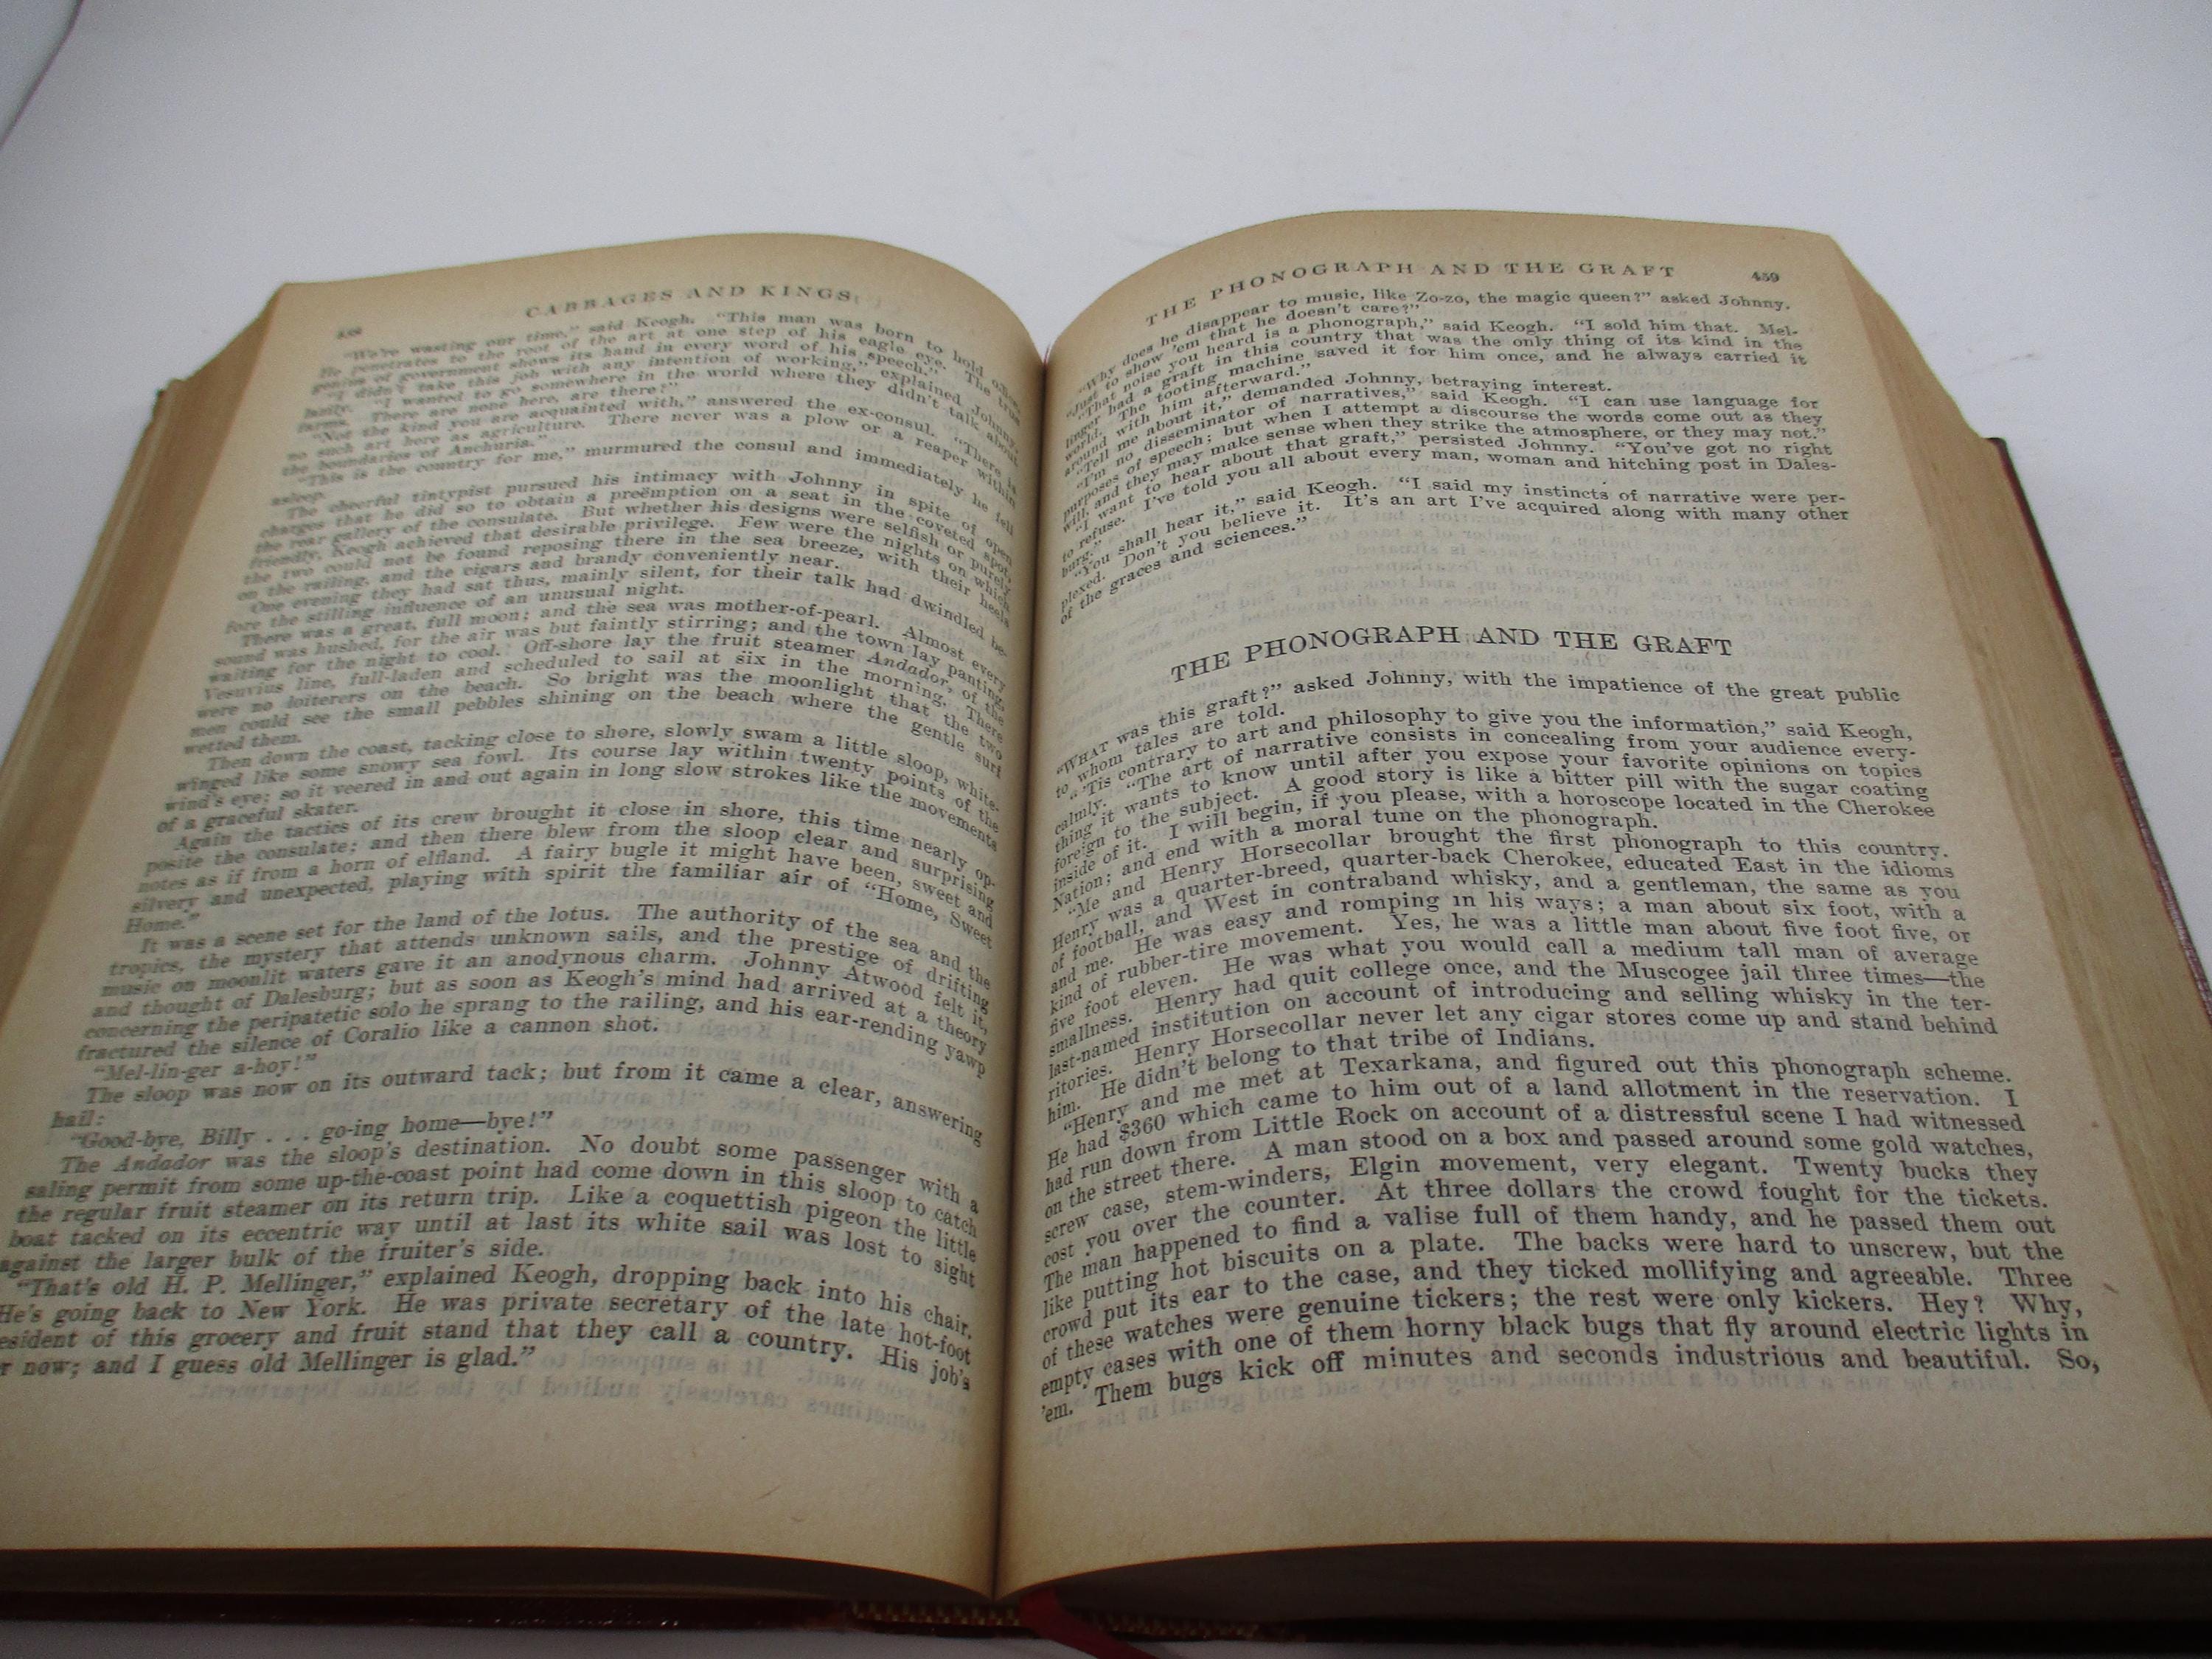 458
CABBAGES AND KINGS
"We're wasting our time," said Keogh. "This man was born to hold office.
He penetrates to the root of the art at one step of his eagle eye. The true
genius of government shows its hand in every word of his speech."
"I didn't take this job with any intention of working," explained Johnny,
lazily. "I wanted to go somewhere in the world where they didn't talk about
farms. There are none here, are there?"
"Not the kind you are acquainted with," answered the ex-consul. "There is
no such art here as agriculture. There never was a plow or a reaper within
the boundaries of Anchuria."
"This is the country for me," murmured the consul and immediately he fell
asleep.
The cheerful tintypist pursued his intimacy with Johnny in spite of open
charges that he did so to obtain a preëmption on a seat in the coveted spot,
the rear gallery of the consulate. But whether his designs were selfish or purely
friendly, Keogh achieved that desirable privilege. Few were the nights on which
the two could not be found reposing there in the sea breeze, with their heels
on the railing, and the cigars and brandy conveniently near.
One evening they had sat thus, mainly silent, for their talk had dwindled be-
fore the stilling influence of an unusual night.
There was a great, full moon; and the sea was mother-of-pearl. Almost every
sound was hushed, for the air was but faintly stirring; and the town lay panting,
waiting for the night to cool. Off-shore lay the fruit steamer Andador, of the
Vesuvius line, full-laden and scheduled to sail at six in the morning. There
were no loiterers on the beach. So bright was the moonlight that the two
men could see the small pebbles shining on the beach where the gentle surf
wetted them.
Then down the coast, tacking close to shore, slowly swam a little sloop, white-
winged like some snowy sea fowl. Its course lay within twenty points of the
wind's eye; so it veered in and out again in long slow strokes like the movements
of a graceful skater.
Again the tactics of its crew brought it close in shore, this time nearly op-
posite the consulate; and then there blew from the sloop clear and surprising
notes as if from a horn of elfland. A fairy bugle it might have been, sweet and
silvery and unexpected, playing with spirit the familiar air of "Home, Sweet
Home."
It was a scene set for the land of the lotus. The authority of the sea and the
tropics, the mystery that attends unknown sails, and the prestige of drifting
music on moonlit waters gave it an anodynous charm. Johnny Atwood felt it,
and thought of Dalesburg; but as soon as Keogh's mind had arrived at a theory
concerning the peripatetic solo he sprang to the railing, and his ear-rending yawp
fractured the silence of Coralio like a cannon shot.
"Mel-lin-ger a-hoy!"
The sloop was now on its outward tack; but from it came a clear, answering
hail:
"Good-bye, Billy . . . go-ing home—bye!"
The Andador was the sloop's destination. No doubt some passenger with a
saling permit from some up-the-coast point had come down in this sloop to catch
the regular fruit steamer on its return trip. Like a coquettish pigeon the little
boat tacked on its eccentric way until at last its white sail was lost to sight
against the larger bulk of the fruiter's side.
"That's old H. P. Mellinger," explained Keogh, dropping back into his chair.
He's going back to New York. He was private secretary of the late hot-foot
esident of this grocery and fruit stand that they call a country. His job's
r now; and I guess old Mellinger is glad."
THE PHONOGRAPH AND THE GRAFT
459
"Why does he disappear to music, like Zo-zo, the magic queen?" asked Johnny.
"Just to show 'em that he doesn't care?"
"That noise you heard is a phonograph," said Keogh. "I sold him that. Mel-
linger had a graft in this country that was the only thing of its kind in the
world. The tooting machine saved it for him once, and he always carried it
around with him afterward."
"Tell me about it," demanded Johnny, betraying interest.
"I'm no disseminator of narratives," said Keogh. "I can use language for
purposes of speech; but when I attempt a discourse the words come out as they
will, and they may make sense when they strike the atmosphere, or they may not."
"I want to hear about that graft," persisted Johnny. "You've got no right
to refuse. I've told you all about every man, woman and hitching post in Dales-
burg."
"You shall hear it," said Keogh. "I said my instincts of narrative were per-
plexed. Don't you believe it. It's an art I've acquired along with many other
of the graces and sciences."
THE PHONOGRAPH AND THE GRAFT
"WHAT was this graft?" asked Johnny, with the impatience of the great public
to whom tales are told.
"'Tis contrary to art and philosophy to give you the information," said Keogh,
calmly. "The art of narrative consists in concealing from your audience every-
thing it wants to know until after you expose your favorite opinions on topics
foreign to the subject. A good story is like a bitter pill with the sugar coating
inside of it. I will begin, if you please, with a horoscope located in the Cherokee
Nation; and end with a moral tune on the phonograph.
"Me and Henry Horsecollar brought the first phonograph to this country.
Henry was a quarter-breed, quarter-back Cherokee, educated East in the idioms
of football, and West in contraband whisky, and a gentleman, the same as you
and me. He was easy and romping in his ways; a man about six foot, with a
kind of rubber-tire movement. Yes, he was a little man about five foot five, or
five foot eleven. He was what you would call a medium tall man of average
smallness. Henry had quit college once, and the Muscogee jail three times—the
last-named institution on account of introducing and selling whisky in the ter-
ritories. Henry Horsecollar never let any cigar stores come up and stand behind
him. He didn't belong to that tribe of Indians.
"Henry and me met at Texarkana, and figured out this phonograph scheme.
He had $360 which came to him out of a land allotment in the reservation. I
had run down from Little Rock on account of a distressful scene I had witnessed
on the street there. A man stood on a box and passed around some gold watches,
screw case, stem-winders, Elgin movement, very elegant. Twenty bucks they
cost you over the counter. At three dollars the crowd fought for the tickets.
The man happened to find a valise full of them handy, and he passed them out
like putting hot biscuits on a plate. The backs were hard to unscrew, but the
crowd put its ear to the case, and they ticked mollifying and agreeable. Three
of these watches were genuine tickers; the rest were only kickers. Hey? Why,
empty cases with one of them horny black bugs that fly around electric lights in
'em. Them bugs kick off minutes and seconds industrious and beautiful. So,